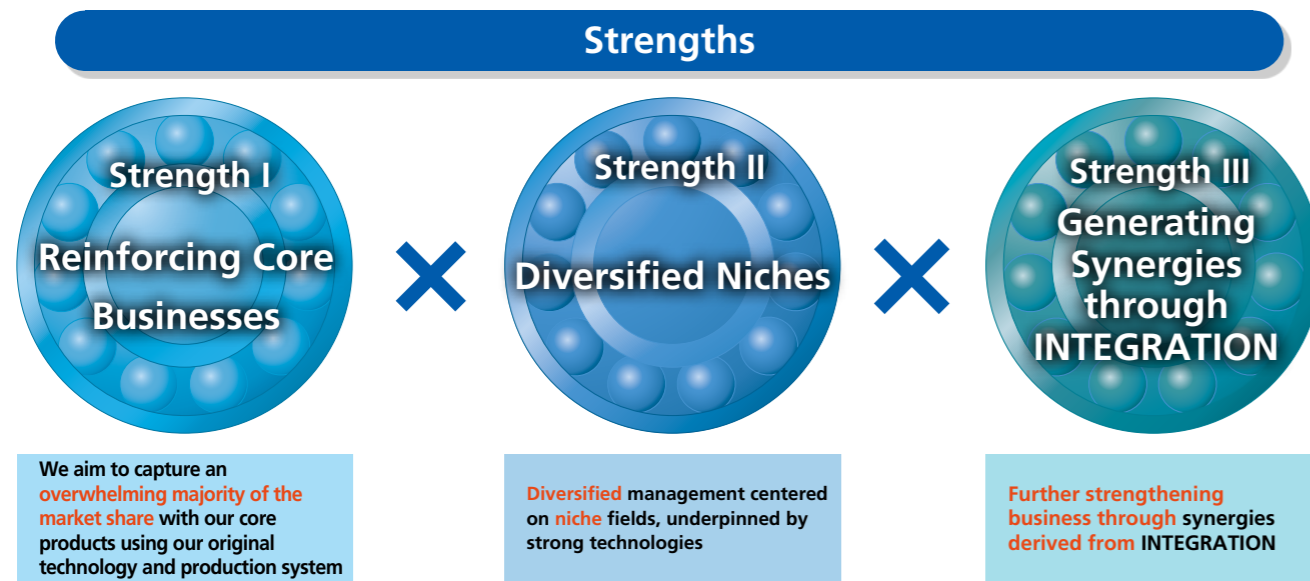 Strengths
Strength I
Reinforcing Core
Businesses
Strength II
Diversified Niches
Strength III
Generating
Synergies
through
INTEGRATION
We aim to capture an
overwhelming majority of the
market share with our core
products using our original
technology and production system
Diversified management centered
on niche fields, underpinned by
strong technologies
Further strengthening
business through synergies
derived from INTEGRATION